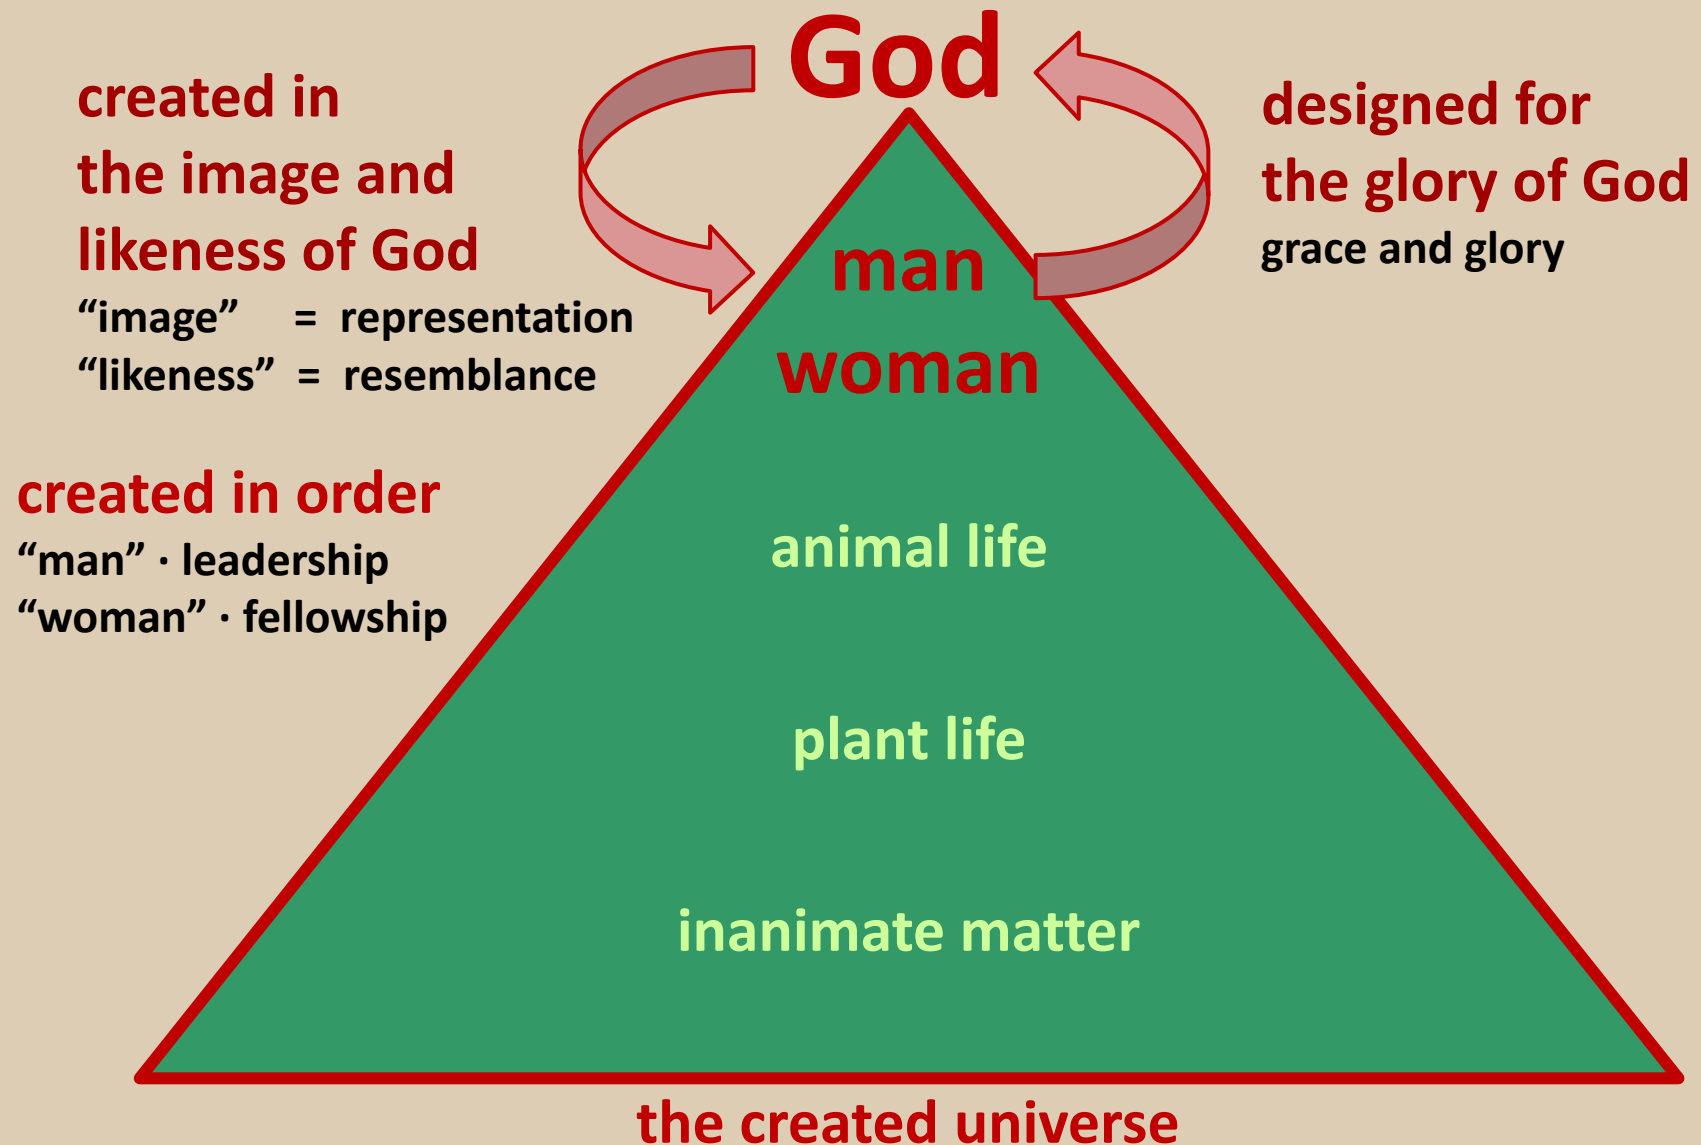 God
created in
the image and
likeness of God
“image” = representation
“likeness” = resemblance
designed for
the glory of God
grace and glory
man
woman
created in order
“man” · leadership
“woman” · fellowship
animal life
plant life
inanimate matter
the created universe